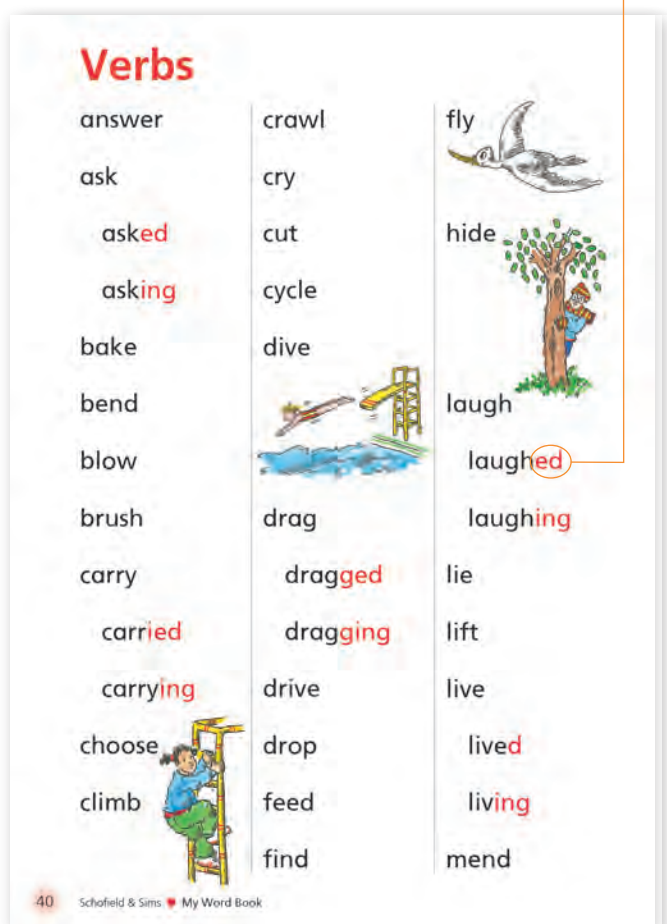 Verbs
answer
ask
asked
asking
bake
bend
blow
brush
carry
carried
carrying
choose
climb
crawl
cry
cut
cycle
dive
drag
dragged
dragging
drive
drop
feed
find
fly
hide
laugh
laughed
laughing
lie
lift
live
lived
living
mend
40 Schofield & Sims My Word Book